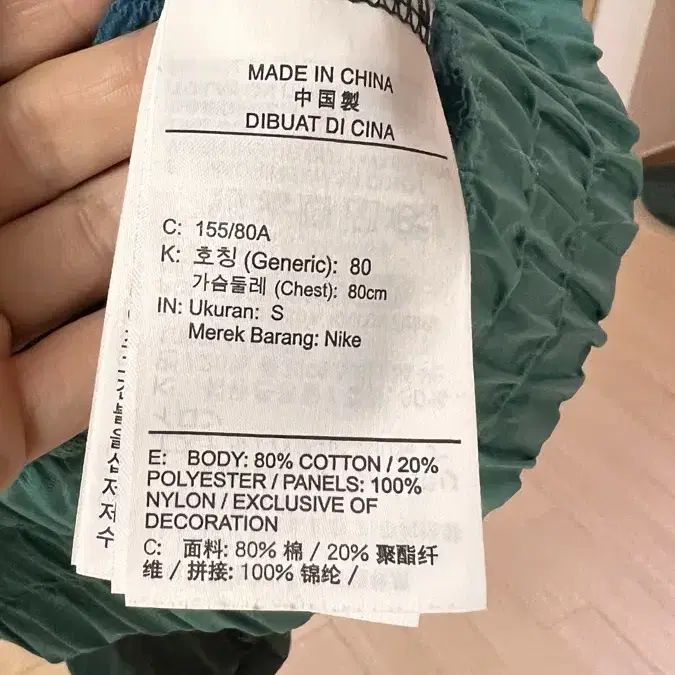 MADE IN CHINA
中国製
DIBUAT DI CINA
C: 155/80A
K: 호칭 (Generic): 80
가슴둘레 (Chest): 80cm
IN: Ukuran: S
Merek Barang: Nike
E: BODY: 80% COTTON / 20%
POLYESTER / PANELS: 100%
NYLON / EXCLUSIVE OF
DECORATION
C: 面料: 80% 棉 / 20% 聚酯纤
维 / 拼接: 100% 锦纶 /